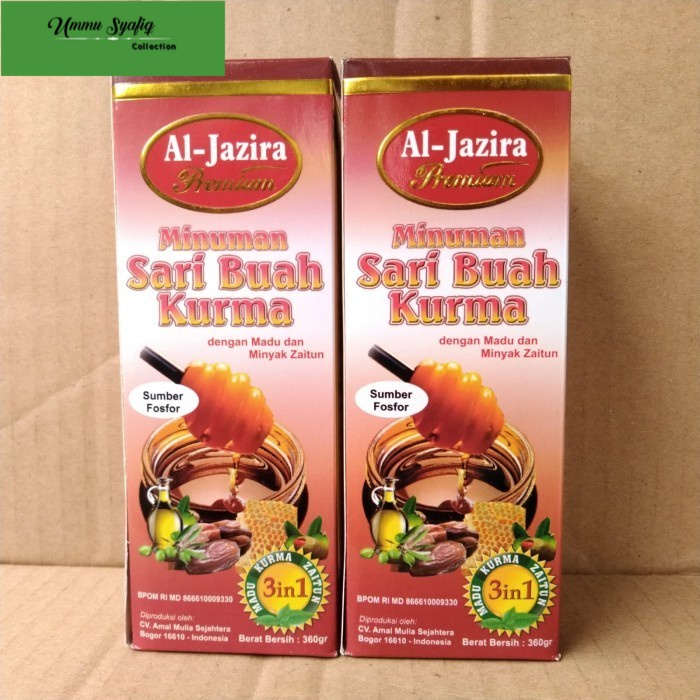 Ummu Syafiq
Collection
Al-Jazira
Premium
Minuman
Sari Buah
Kurma
dengan Madu dan
Minyak Zaitun
Sumber
Fosfor
MADU KURMA ZAITUN
3in1
BPOM RI MD 866610009330
Diproduksi oleh:
CV. Amal Mulia Sejahtera
Bogor 16610 - Indonesia
Berat Bersih : 360gr
Al-Jazira
Premium
Minuman
Sari Buah
Kurma
dengan Madu dan
Minyak Zaitun
Sumber
Fosfor
MADU KURMA ZAITUN
3in1
BPOM RI MD 866610009330
Diproduksi oleh:
CV. Amal Mulia Sejahtera
Bogor 16610 - Indonesia
Berat Bersih : 360gr